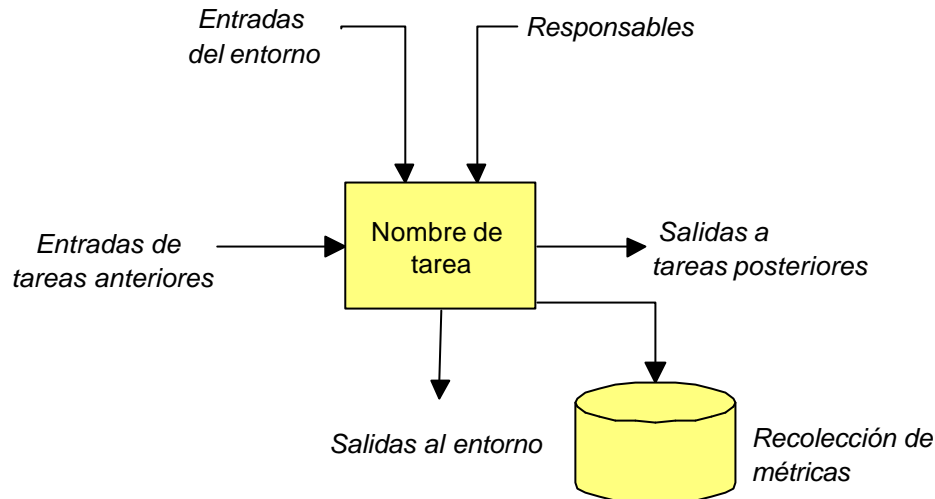 Entradas
del entorno
Responsables
Entradas de
tareas anteriores
Nombre de
tarea
Salidas a
tareas posteriores
Salidas al entorno
Recolección de
métricas